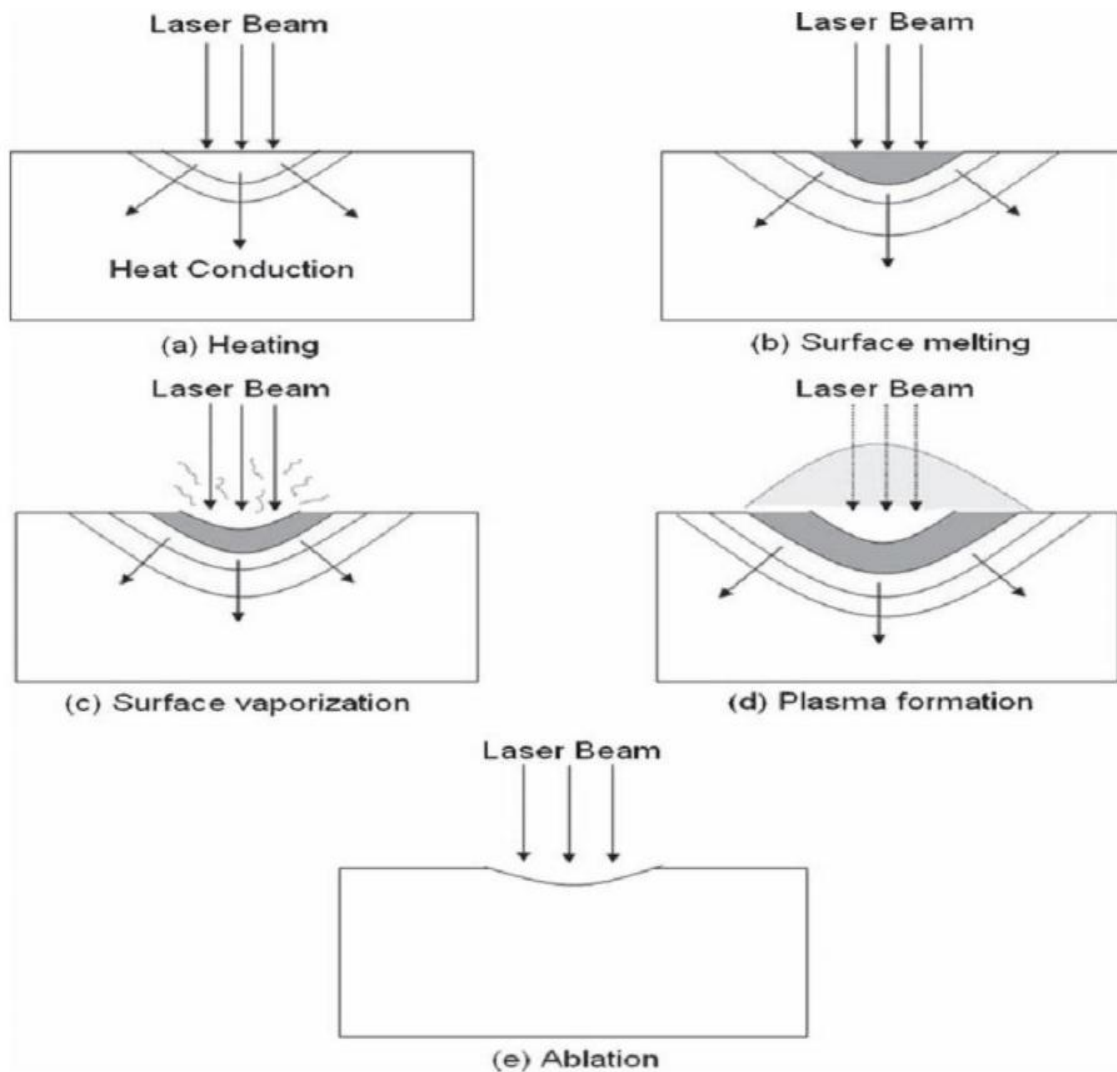 Laser Beam
Laser Beam
Heat Conduction
(a) Heating
(b) Surface melting
Laser Beam
Laser Beam
(c) Surface vaporization
(d) Plasma formation
Laser Beam
(e) Ablation